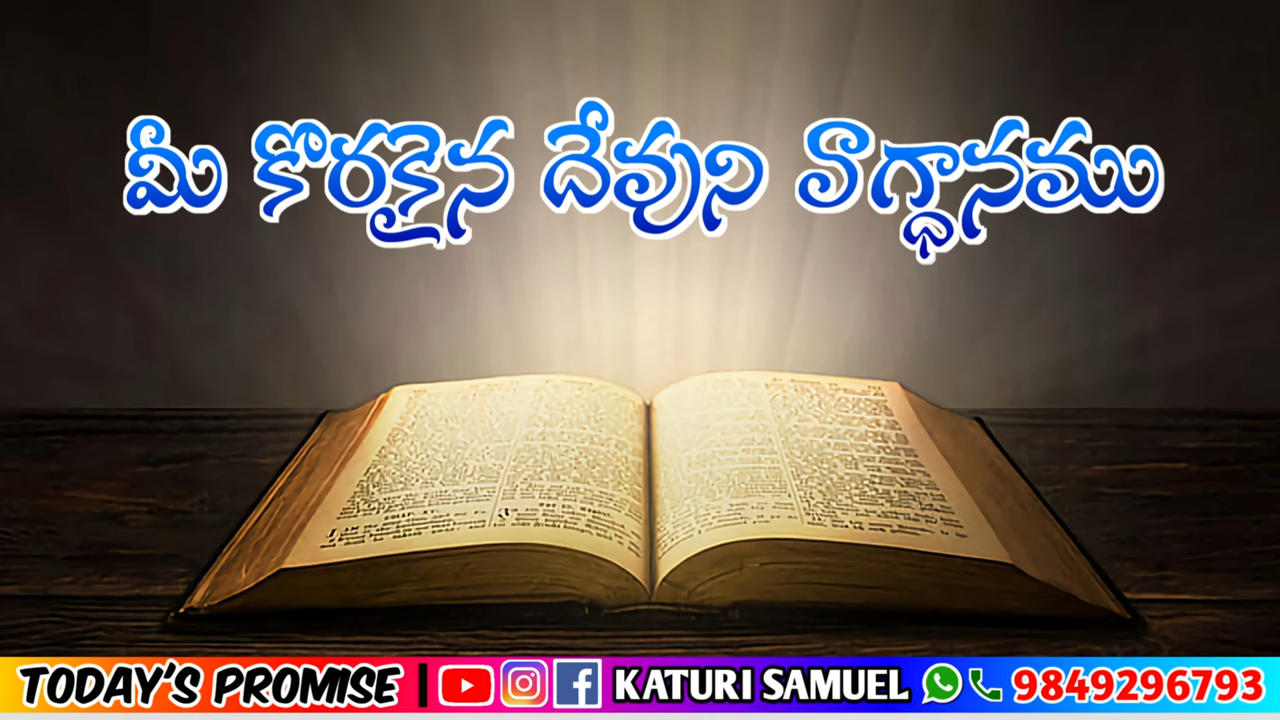 మీ కొరకైన దేవుని వాగ్ధానము
TODAY'S PROMISE | KATURI SAMUEL 9849296793